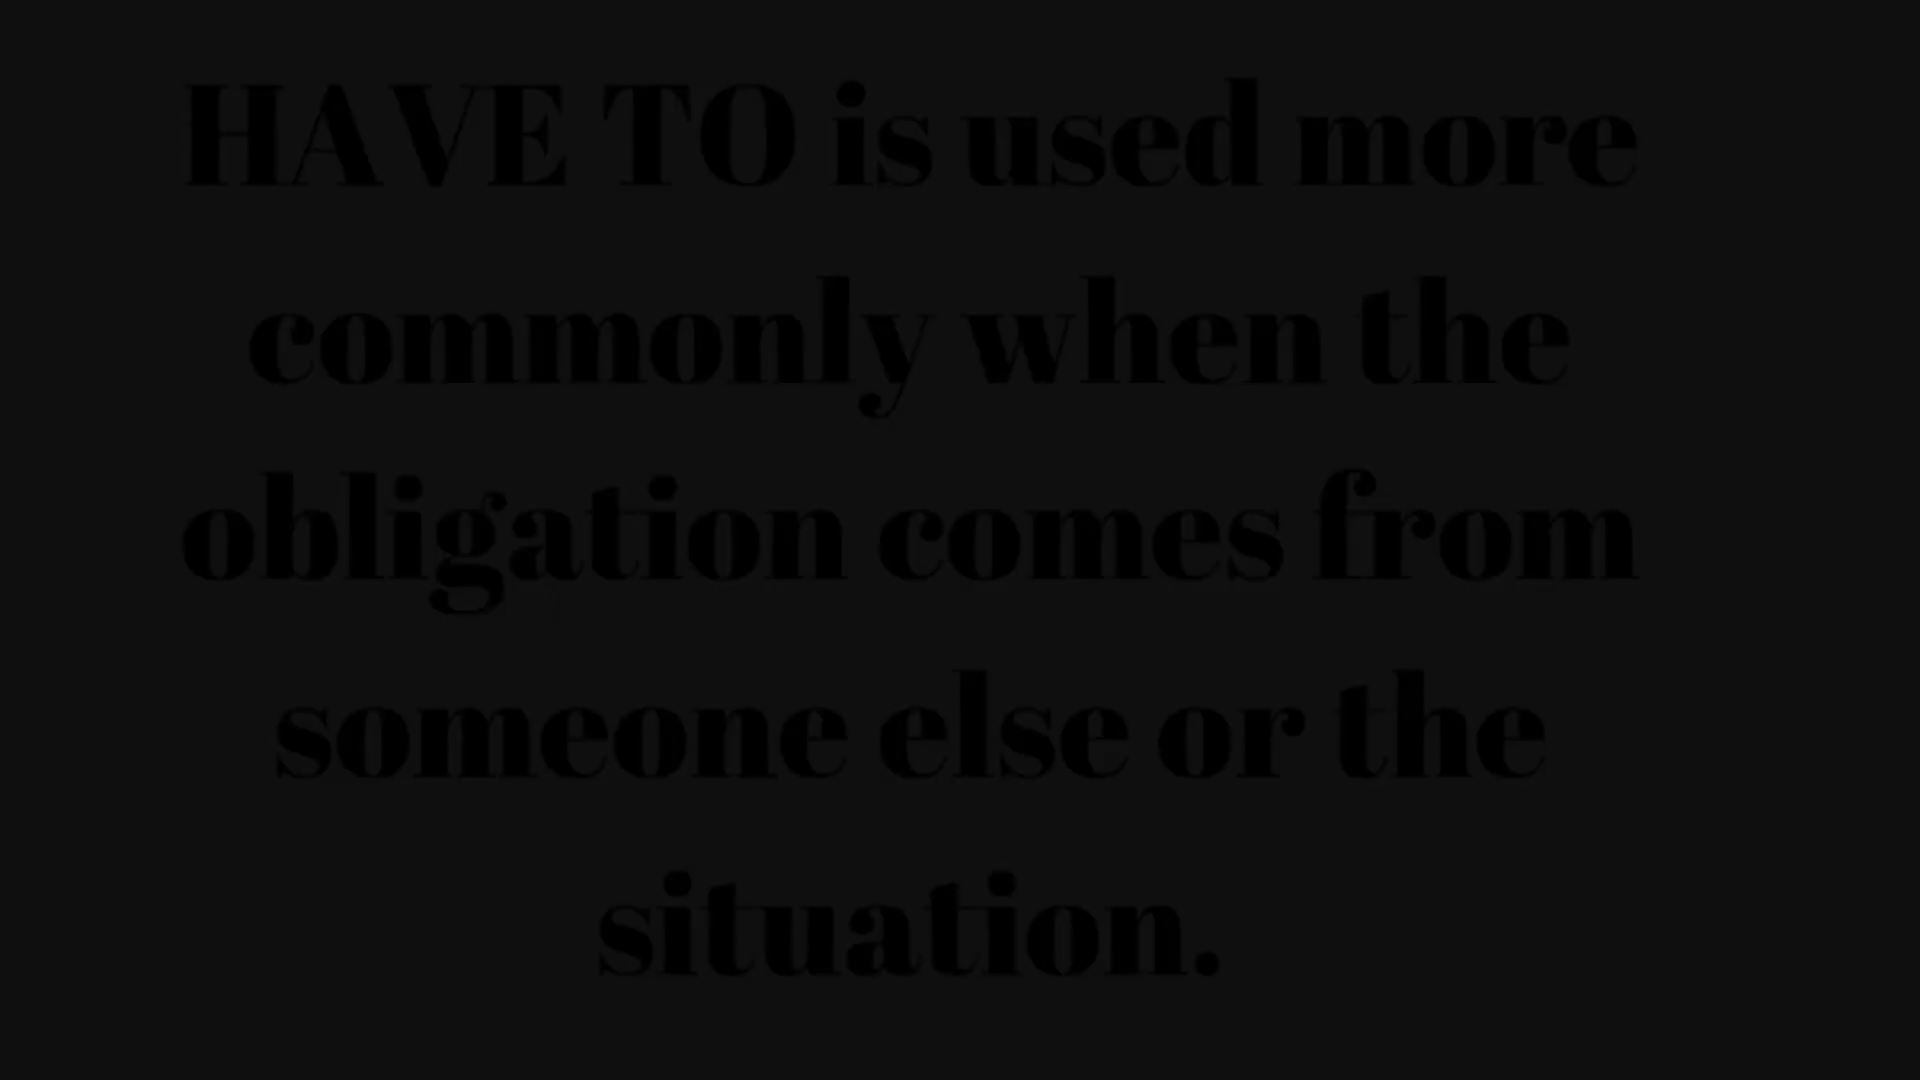 HAVE TO is used more
commonly when the
obligation comes from
someone else or the
situation.